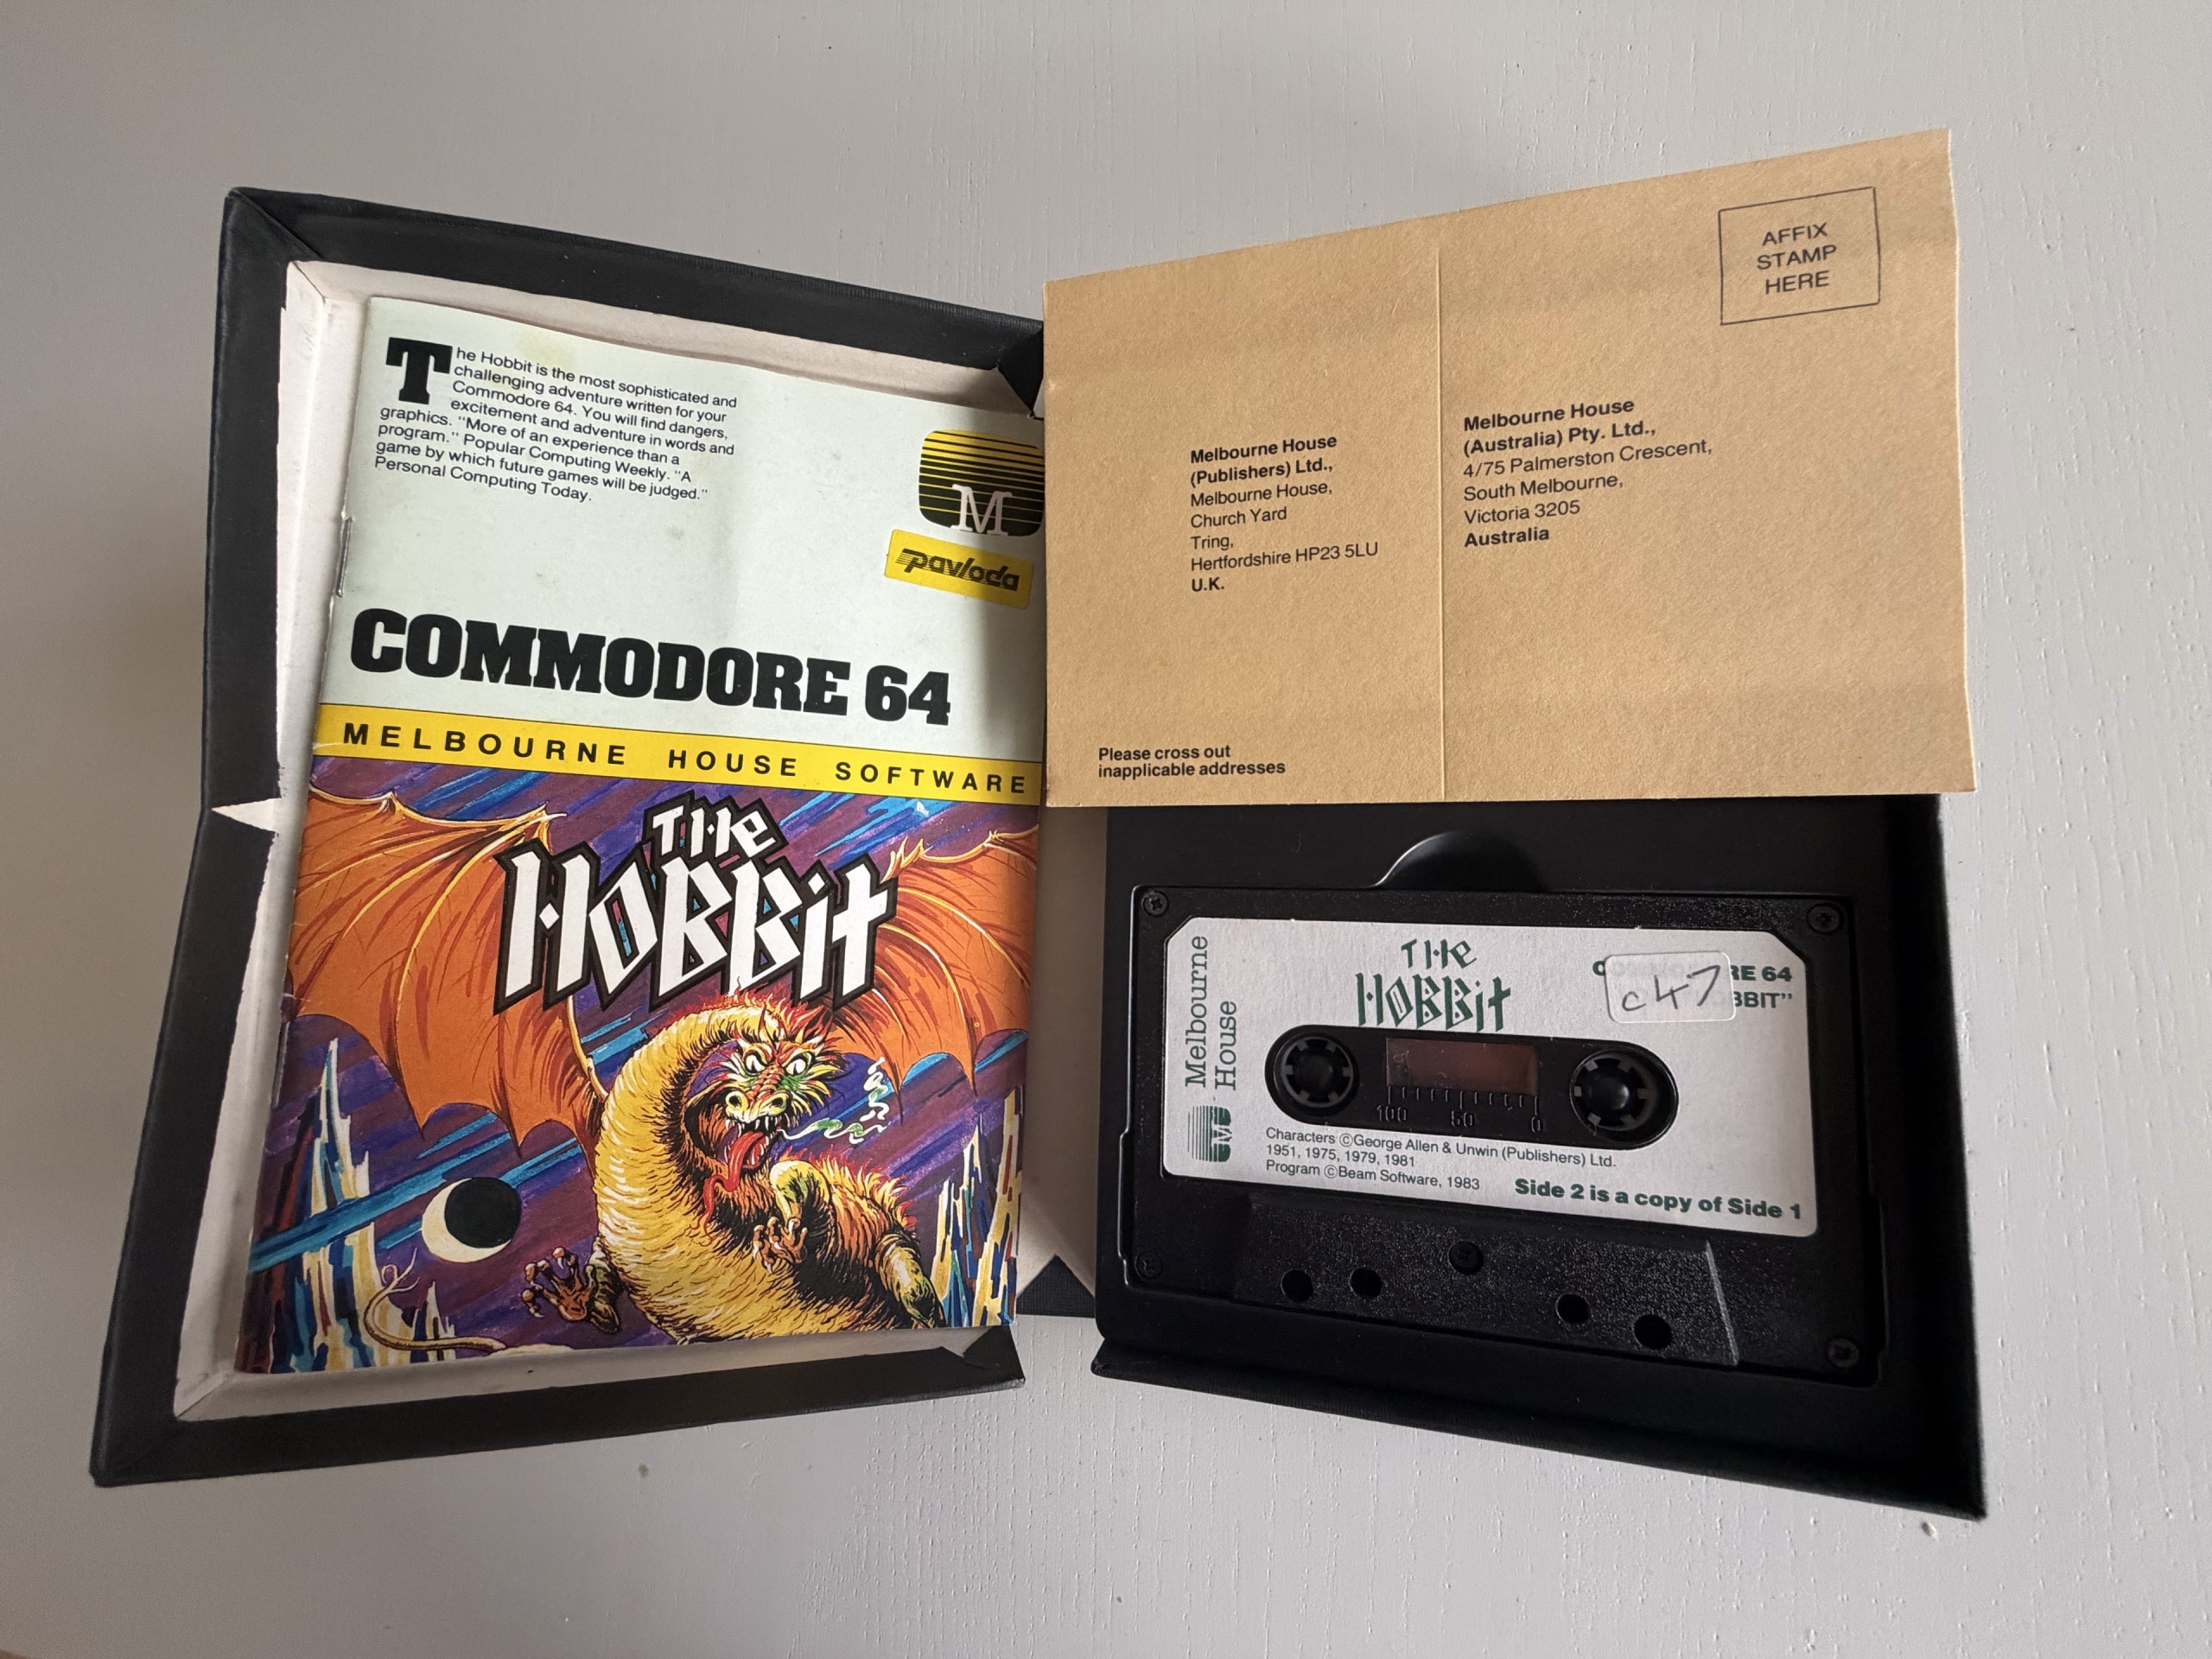 The Hobbit is the most sophisticated and
challenging adventure written for your
Commodore 64. You will find dangers,
excitement and adventure in words and
graphics. "More of an experience than a
program." Popular Computing Weekly. "A
game by which future games will be judged."
Personal Computing Today.
M
pavloda
COMMODORE 64
MELBOURNE HOUSE SOFTWARE
THE
HOBBIT
AFFIX
STAMP
HERE
Melbourne House
(Publishers) Ltd.,
Melbourne House,
Church Yard
Tring,
Hertfordshire HP23 5LU
U.K.
Melbourne House
(Australia) Pty. Ltd.,
4/75 Palmerston Crescent,
South Melbourne,
Victoria 3205
Australia
Please cross out
inapplicable addresses
Melbourne
House
M
THE
HOBBIT
RE 64
BBIT"
c47
100 50 0
Characters ©George Allen & Unwin (Publishers) Ltd.
1951, 1975, 1979, 1981
Program ©Beam Software, 1983
Side 2 is a copy of Side 1